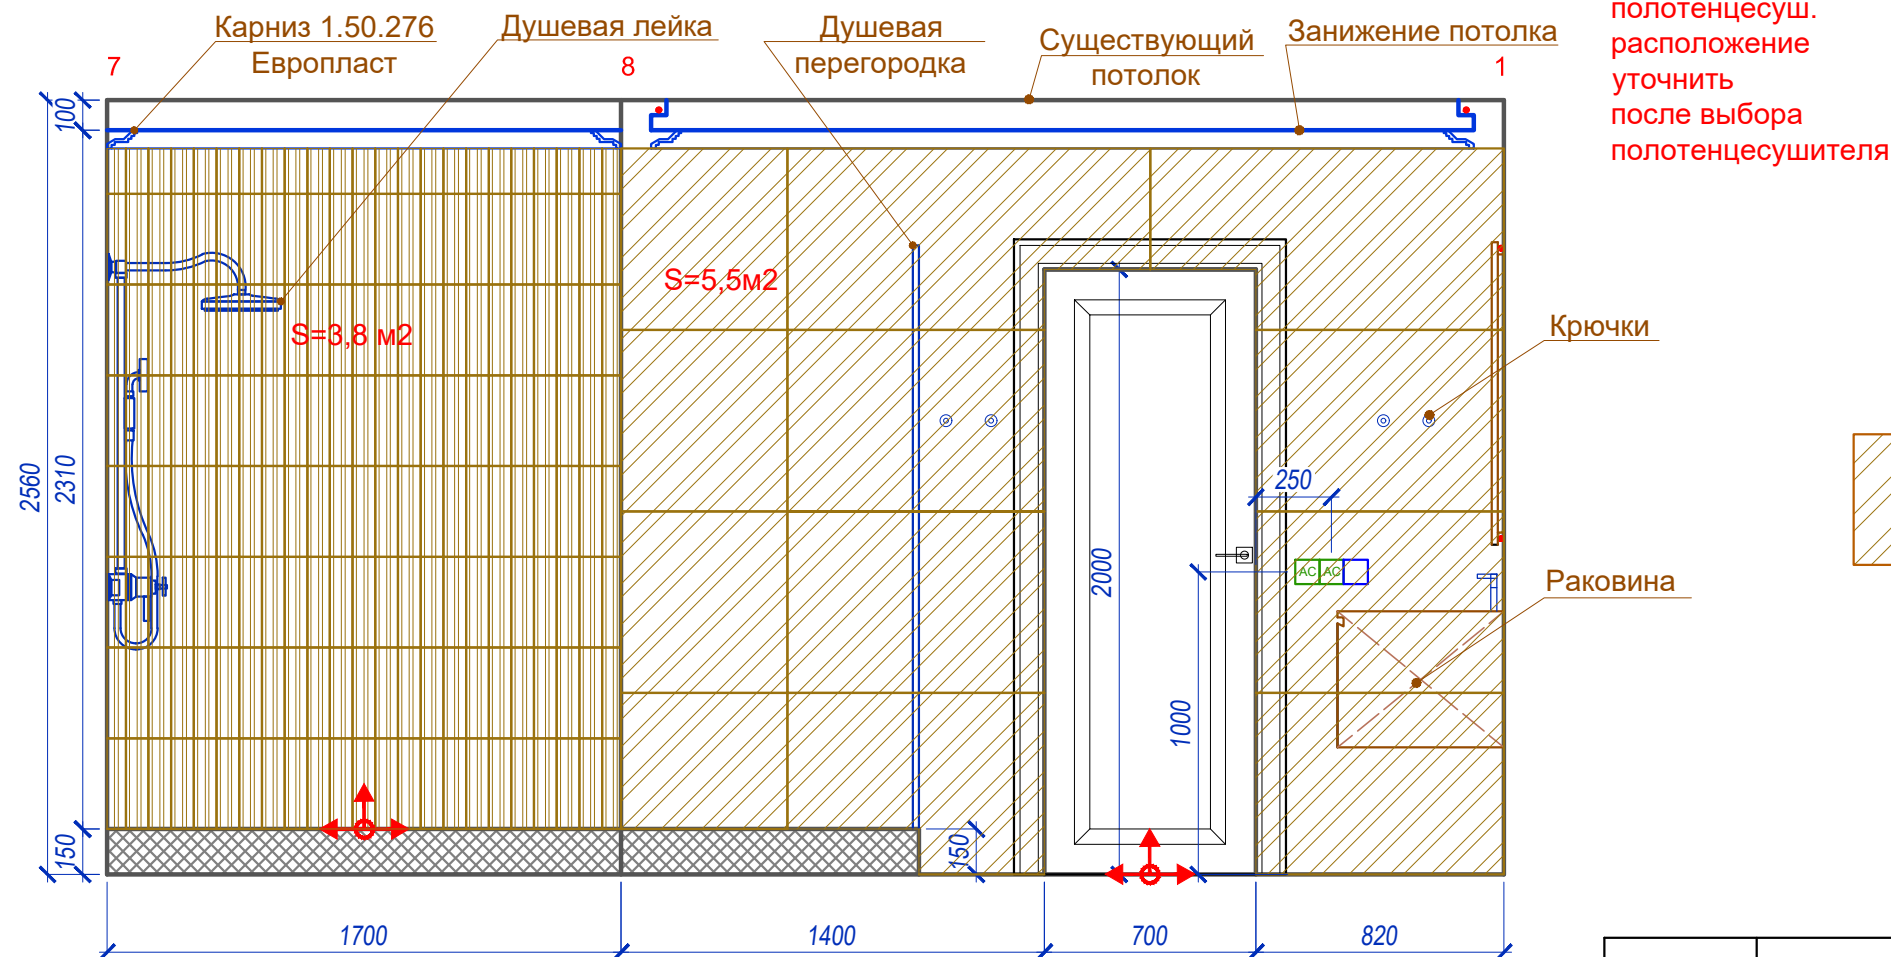 полотенцесуш.
расположение
уточнить
после выбора
полотенцесушителя
Карниз 1.50.276
Европласт
Душевая лейка
Душевая
перегородка
Существующий
потолок
Занижение потолка
7
8
1
100
2560
2310
150
S=3,8 м2
S=5,5м2
Крючки
250
2000
AC AC
1000
Раковина
150
1700
1400
700
820